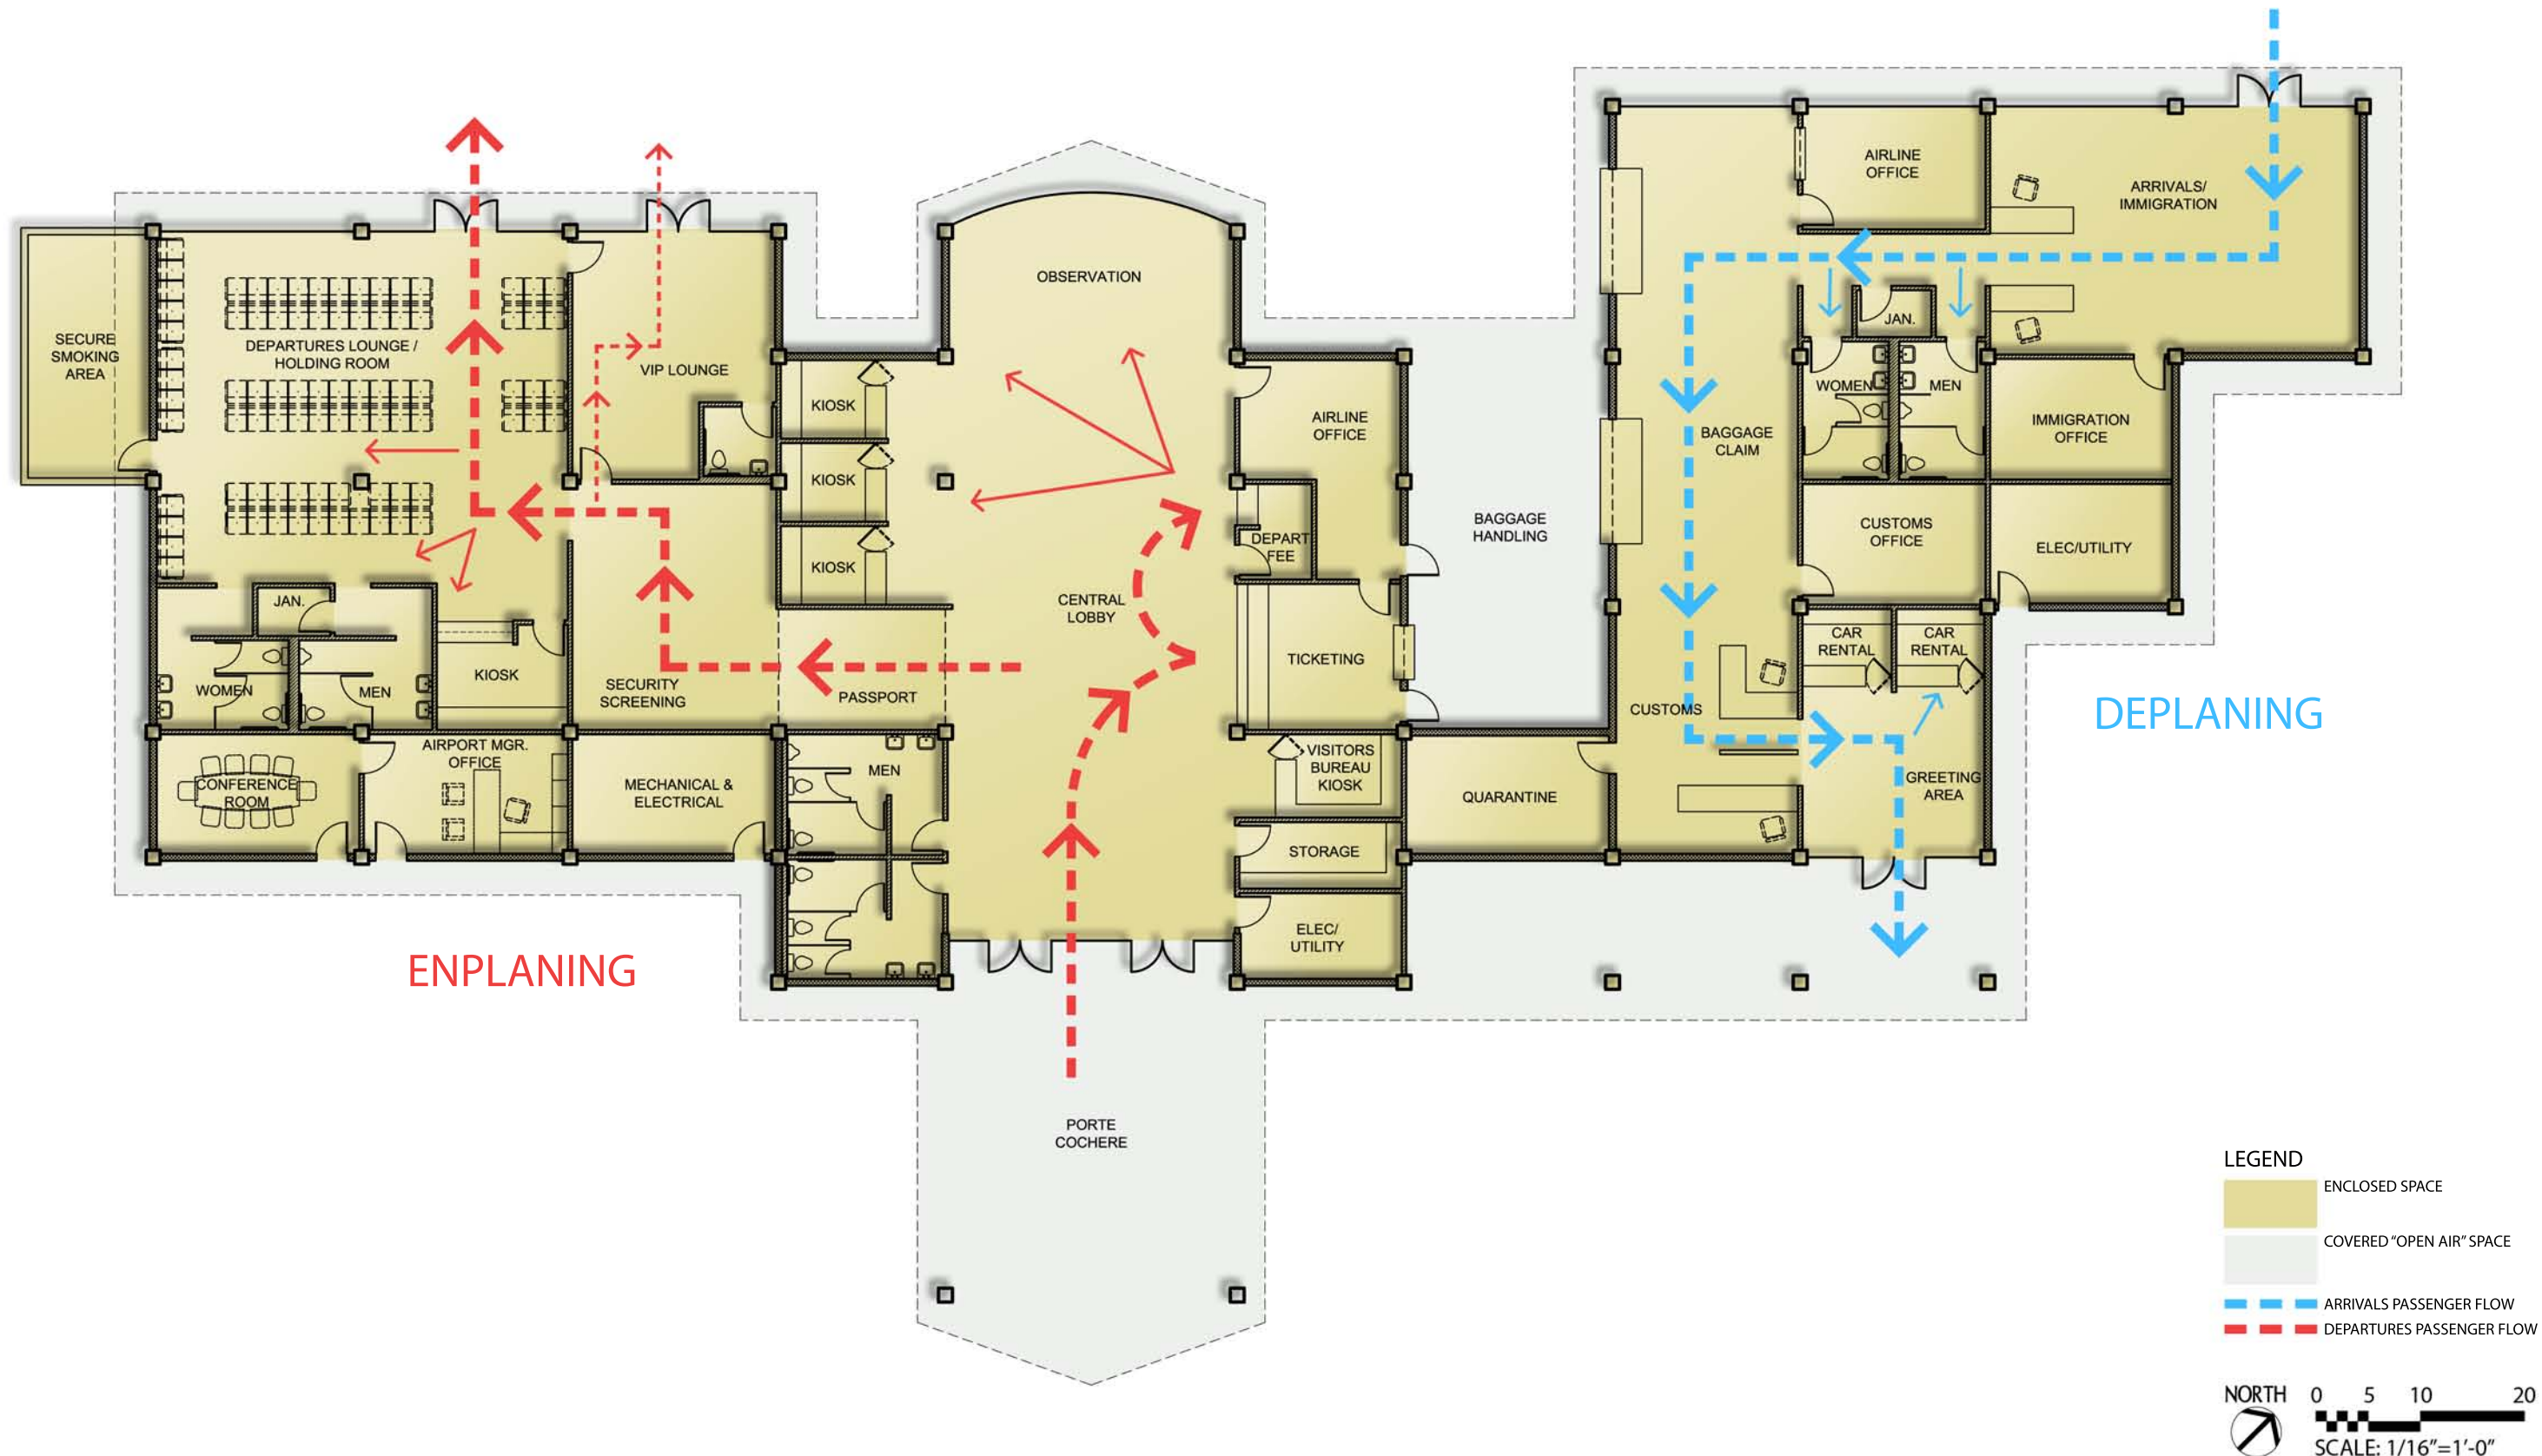 SECURE
SMOKING
AREA
DEPARTURES LOUNGE /
HOLDING ROOM
VIP LOUNGE
KIOSK
KIOSK
KIOSK
JAN.
WOMEN
MEN
KIOSK
SECURITY
SCREENING
PASSPORT
CONFERENCE
ROOM
AIRPORT MGR.
OFFICE
MECHANICAL &
ELECTRICAL
MEN
ENPLANING
OBSERVATION
CENTRAL
LOBBY
AIRLINE
OFFICE
DEPART
FEE
TICKETING
VISITORS
BUREAU
KIOSK
STORAGE
ELEC/
UTILITY
PORTE
COCHERE
BAGGAGE
HANDLING
QUARANTINE
AIRLINE
OFFICE
ARRIVALS/
IMMIGRATION
JAN.
WOMEN
MEN
IMMIGRATION
OFFICE
BAGGAGE
CLAIM
CUSTOMS
OFFICE
ELEC/UTILITY
CAR
RENTAL
CAR
RENTAL
CUSTOMS
GREETING
AREA
DEPLANING
LEGEND
ENCLOSED SPACE
COVERED “OPEN AIR” SPACE
ARRIVALS PASSENGER FLOW
DEPARTURES PASSENGER FLOW
NORTH 0 5 10 20
SCALE: 1/16”=1’-0”